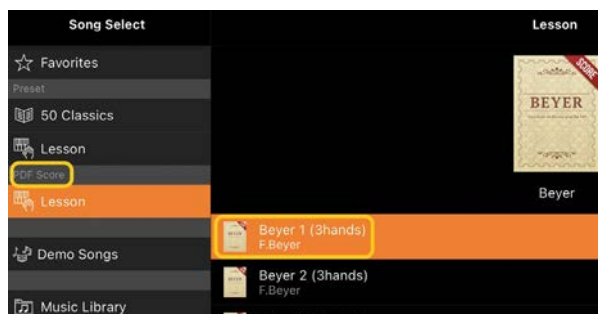 Song Select
Lesson
Favorites
Preset
50 Classics
Lesson
PDF Score
Lesson
Demo Songs
Music Library
SCORE
BEYER
Beyer
Beyer 1 (3hands)
F.Beyer
Beyer 2 (3hands)
F.Beyer